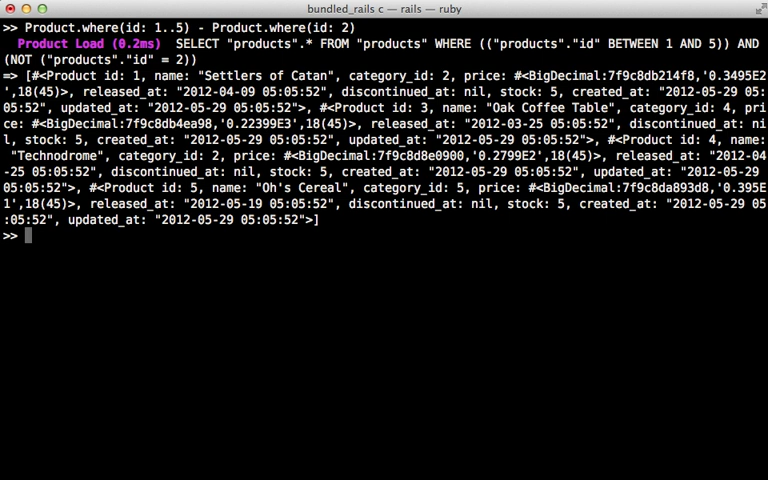 bundled_rails c — rails — ruby
>> Product.where(id: 1..5) - Product.where(id: 2)
Product Load (0.2ms)  SELECT "products".* FROM "products" WHERE (("products"."id" BETWEEN 1 AND 5)) AND
(NOT ("products"."id" = 2))
=> [#<Product id: 1, name: "Settlers of Catan", category_id: 2, price: #<BigDecimal:7f9c8db214f8,'0.3495E2
',18(45)>, released_at: "2012-04-09 05:05:52", discontinued_at: nil, stock: 5, created_at: "2012-05-29 05:
05:52", updated_at: "2012-05-29 05:05:52">, #<Product id: 3, name: "Oak Coffee Table", category_id: 4, pri
ce: #<BigDecimal:7f9c8db4ea98,'0.22399E3',18(45)>, released_at: "2012-03-25 05:05:52", discontinued_at: ni
l, stock: 5, created_at: "2012-05-29 05:05:52", updated_at: "2012-05-29 05:05:52">, #<Product id: 4, name:
"Technodrome", category_id: 2, price: #<BigDecimal:7f9c8d8e0900,'0.2799E2',18(45)>, released_at: "2012-04
-25 05:05:52", discontinued_at: nil, stock: 5, created_at: "2012-05-29 05:05:52", updated_at: "2012-05-29
05:05:52">, #<Product id: 5, name: "Oh's Cereal", category_id: 5, price: #<BigDecimal:7f9c8da893d8,'0.395E
1',18(45)>, released_at: "2012-05-19 05:05:52", discontinued_at: nil, stock: 5, created_at: "2012-05-29 05
:05:52", updated_at: "2012-05-29 05:05:52">]
>>